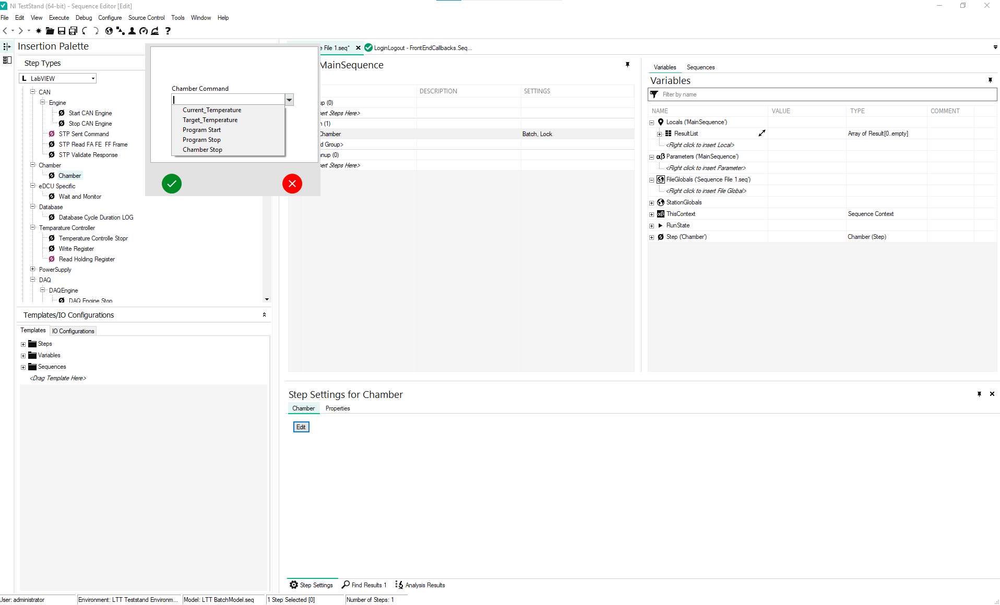 NI TestStand (64-bit) - Sequence Editor [Edit]
File Edit View Execute Debug Configure Source Control Tools Window Help
Insertion Palette
Step Types
L LabVIEW
CAN
Engine
Start CAN Engine
Stop CAN Engine
STP Sent Command
STP Read FA FE FF Frame
STP Validate Response
Chamber
Chamber
eDCU Specific
Wait and Monitor
Database
Database Cycle Duration LOG
Temparature Controller
Temperature Controlle Stopr
Write Register
Read Holding Register
PowerSupply
DAQ
DAQEngine
DAQ Engine Stop
Templates/IO Configurations
Templates IO Configurations
Steps
Variables
Sequences
<Drag Template Here>
Chamber Command
Current_Temperature
Target_Temperature
Program Start
Program Stop
Chamber Stop
e File 1.seq* LoginLogout - FrontEndCallbacks.Seq...
MainSequence
DESCRIPTION SETTINGS
up (0)
ert Steps Here>
n (1)
Chamber Batch, Lock
d Group>
nup (0)
ert Steps Here>
Variables Sequences
Variables
Filter by name
NAME VALUE TYPE COMMENT
Locals ('MainSequence')
ResultList Array of Result[0..empty]
<Right click to insert Local>
αβ Parameters ('MainSequence')
<Right click to insert Parameter>
FileGlobals ('Sequence File 1.seq')
<Right click to insert File Global>
StationGlobals
αβ ThisContext Sequence Context
RunState
Step ('Chamber') Chamber (Step)
Step Settings for Chamber
Chamber Properties
Edit
Step Settings Find Results 1 Analysis Results
User: administrator Environment: LTT Teststand Environm... Model: LTT BatchModel.seq 1 Step Selected [0] Number of Steps: 1